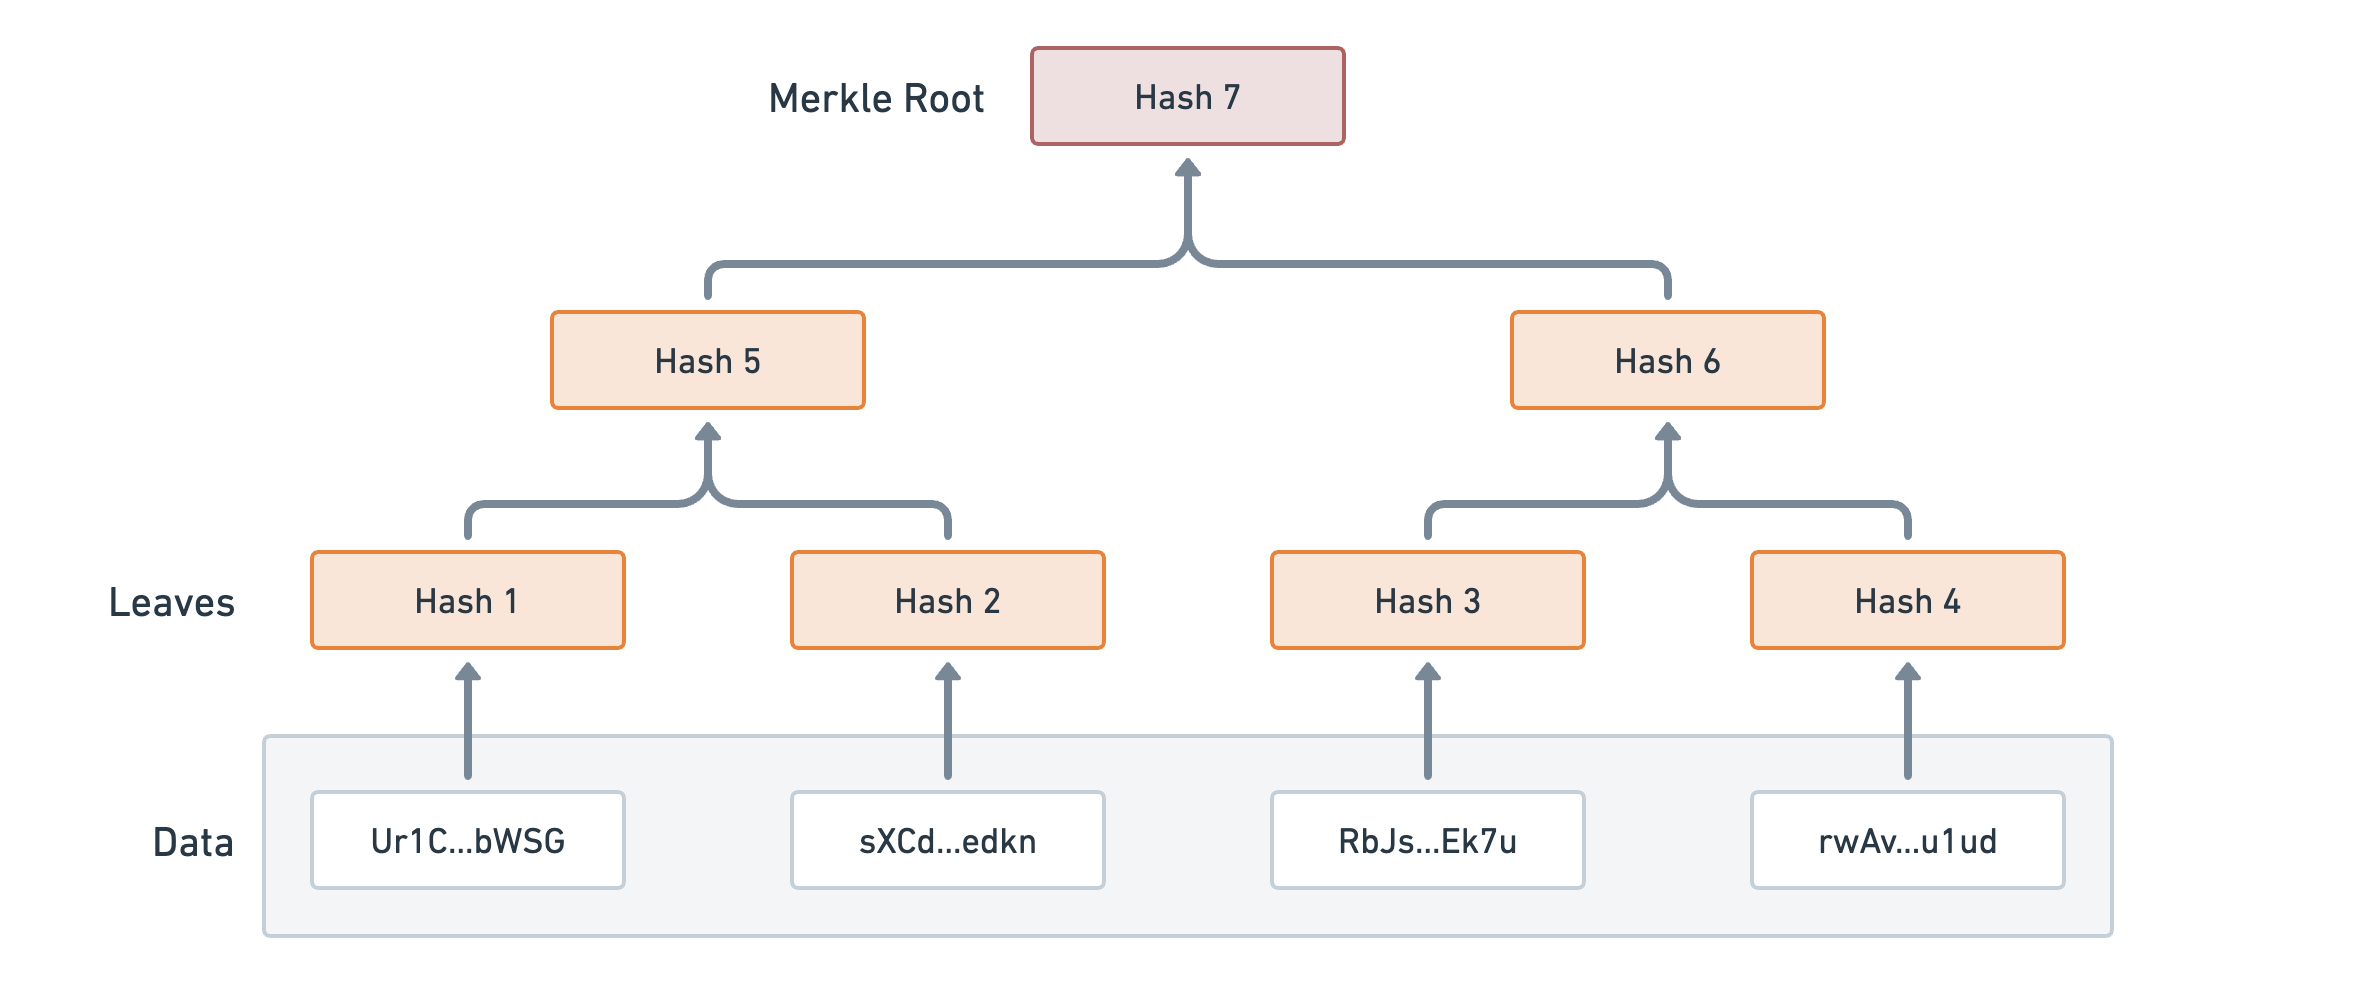 Merkle Root
Hash 7
Hash 5
Hash 6
Leaves
Hash 1
Hash 2
Hash 3
Hash 4
Data
Ur1C...bWSG
sXCd...edkn
RbJs...Ek7u
rwAv...u1ud